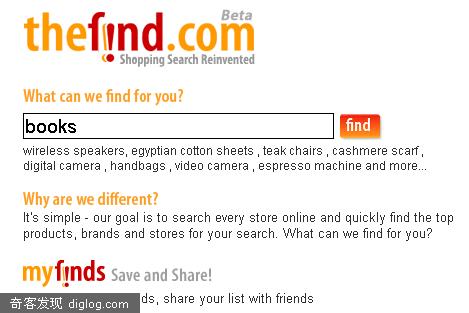 Beta
thefind.com
Shopping Search Reinvented
What can we find for you?
books
find
wireless speakers, egyptian cotton sheets , teak chairs , cashmere scarf ,
digital camera , handbags , video camera , espresso machine and more...
Why are we different?
It's simple - our goal is to search every store online and quickly find the top
products, brands and stores for your search. What can we find for you?
myfinds Save and Share!
ds, share your list with friends
奇客发现 diglog.com